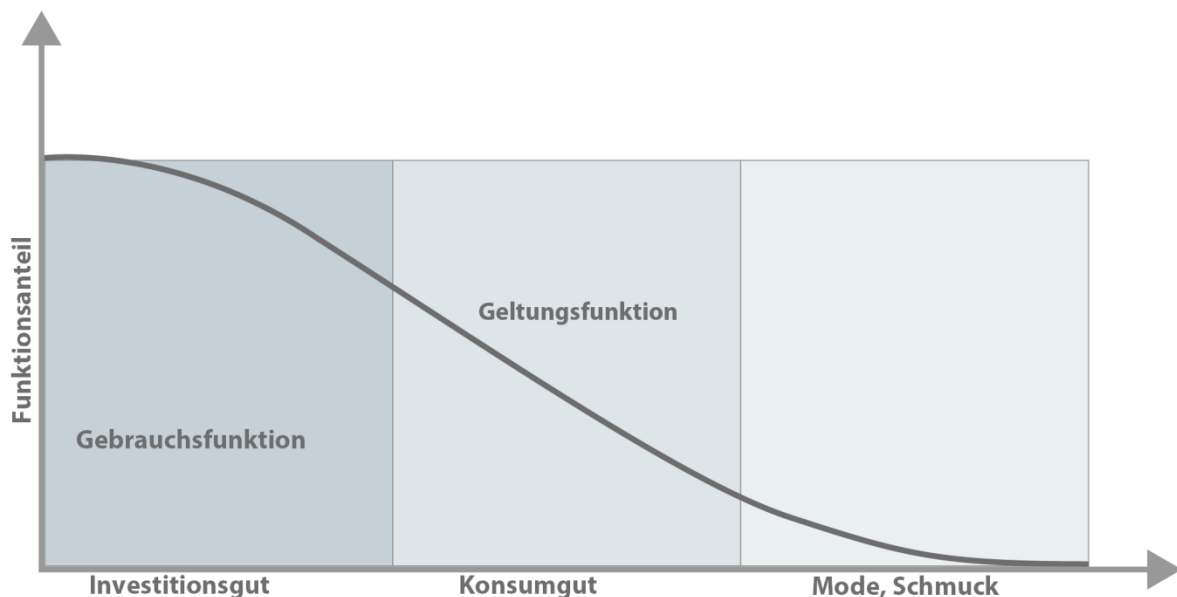 Funktionsanteil
Geltungsfunktion
Gebrauchsfunktion
Investitionsgut
Konsumgut
Mode, Schmuck